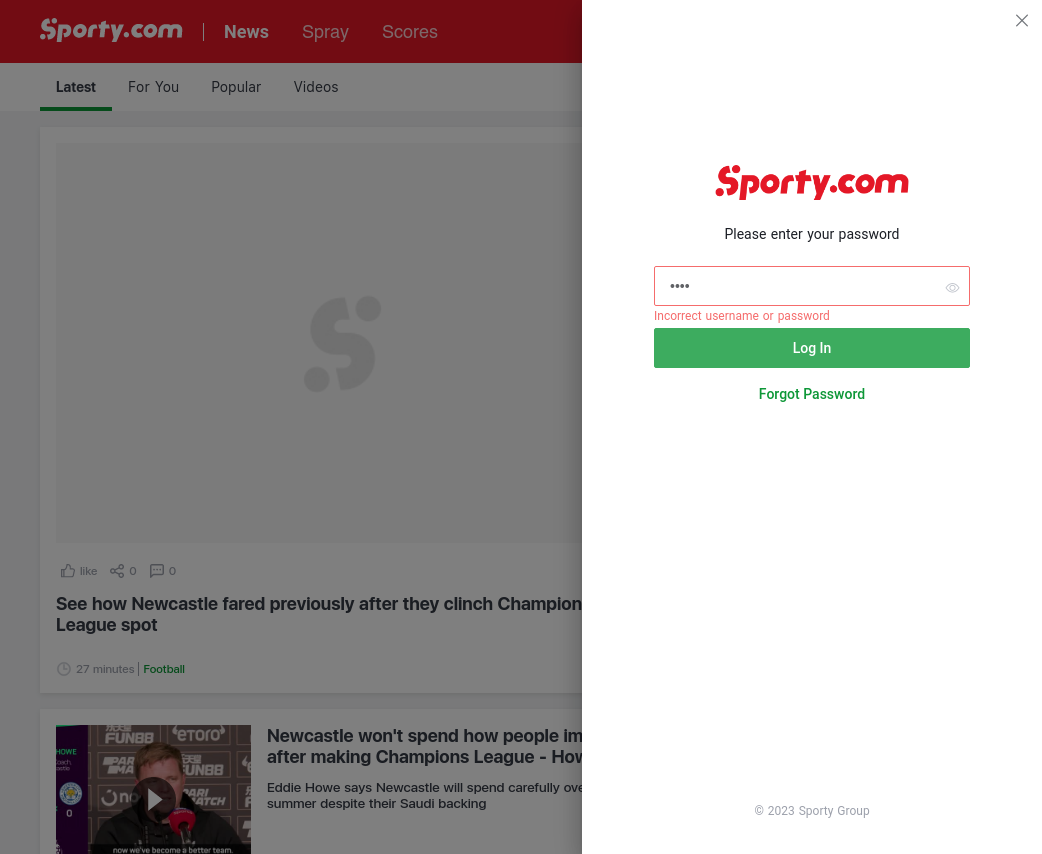 Sporty.com
News
Spray
Scores
Latest
For You
Popular
Videos
like
0
0
See how Newcastle fared previously after they clinch Champion
League spot
27 minutes
Football
HOWE
FUN88
etoro
FUN88
PARI MATCH
0
now we've become a better team.
Newcastle won't spend how people im
after making Champions League - How
Eddie Howe says Newcastle will spend carefully ove
summer despite their Saudi backing
Sporty.com
Please enter your password
••••
Incorrect username or password
Log In
Forgot Password
© 2023 Sporty Group